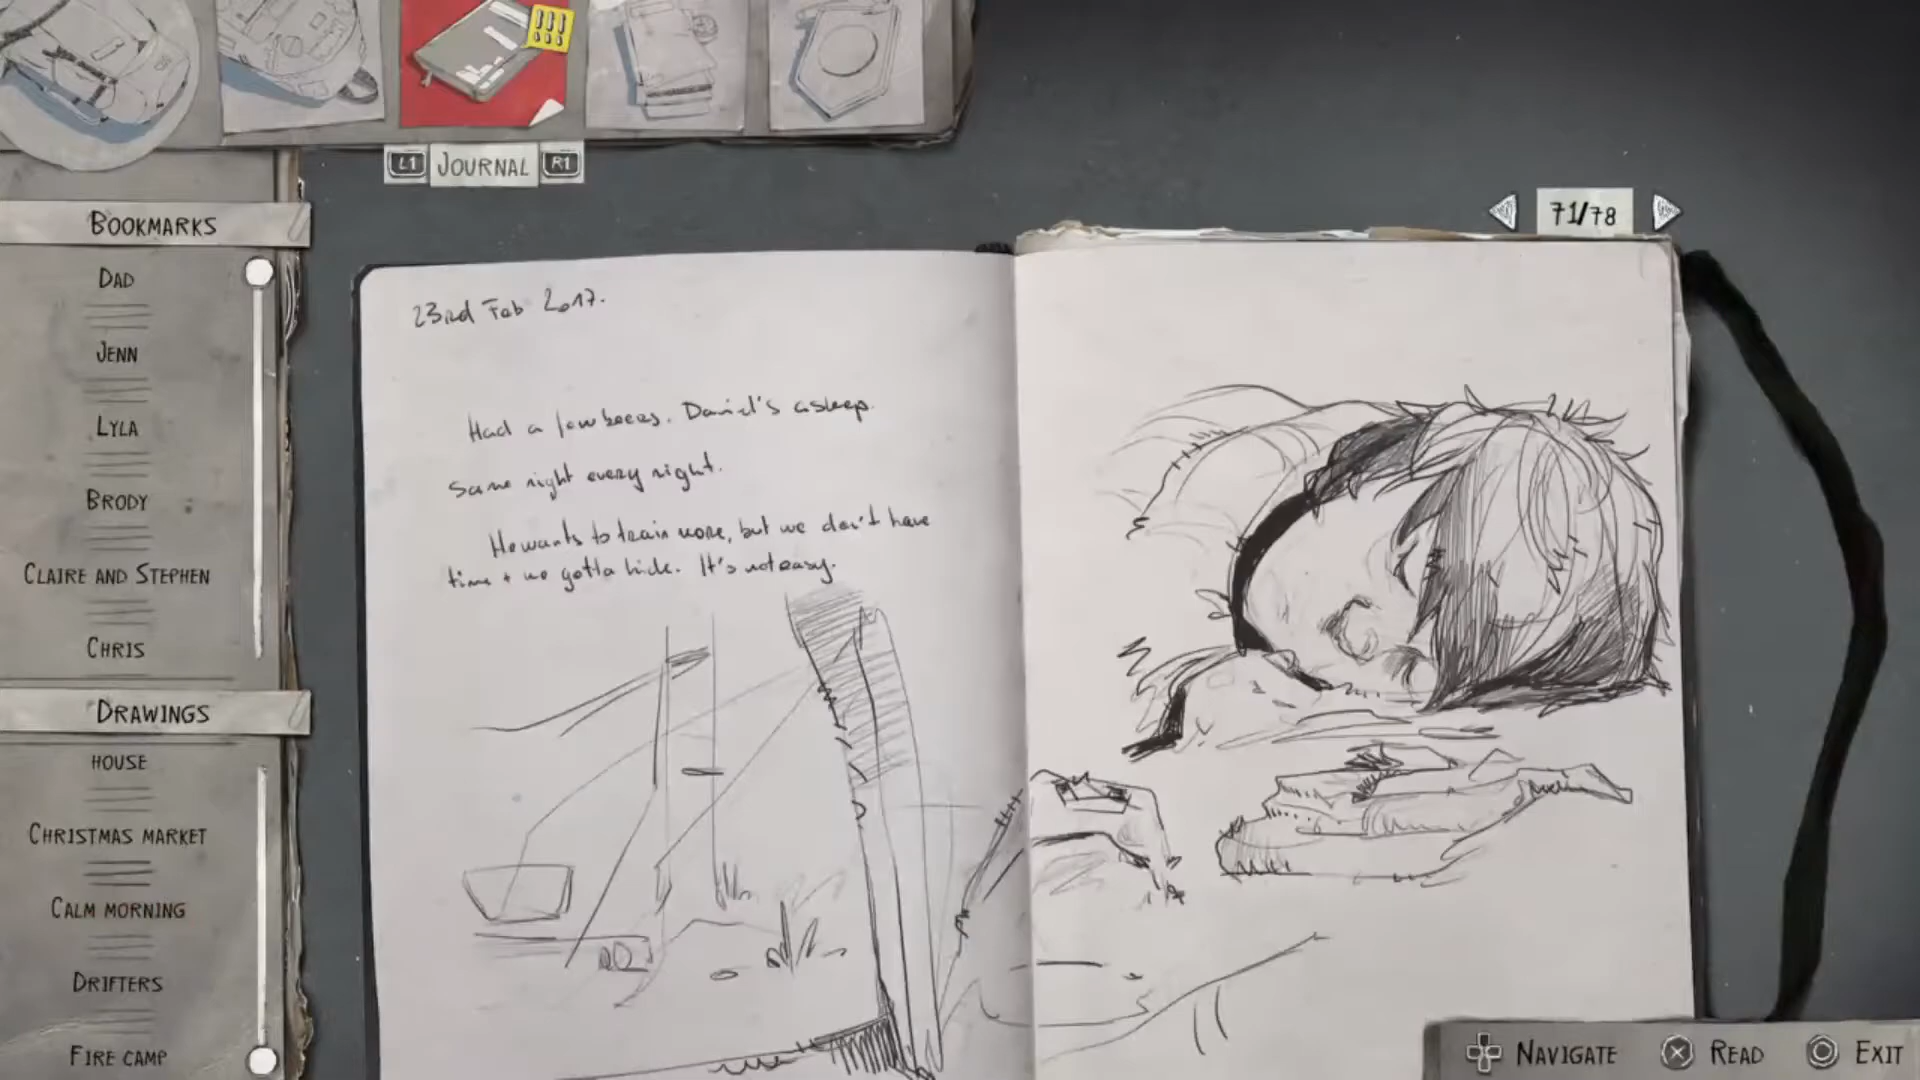 L1 JOURNAL R1
BOOKMARKS
DAD
JENN
LYLA
BRODY
CLAIRE AND STEPHEN
CHRIS
DRAWINGS
HOUSE
CHRISTMAS MARKET
CALM MORNING
DRIFTERS
FIRE CAMP
71/78
23rd Feb 2017.
Had a few beers. Daniel's asleep.
Same night every night.
He wants to train more, but we don't have
time + we gotta hide. It's not easy.
NAVIGATE READ EXIT